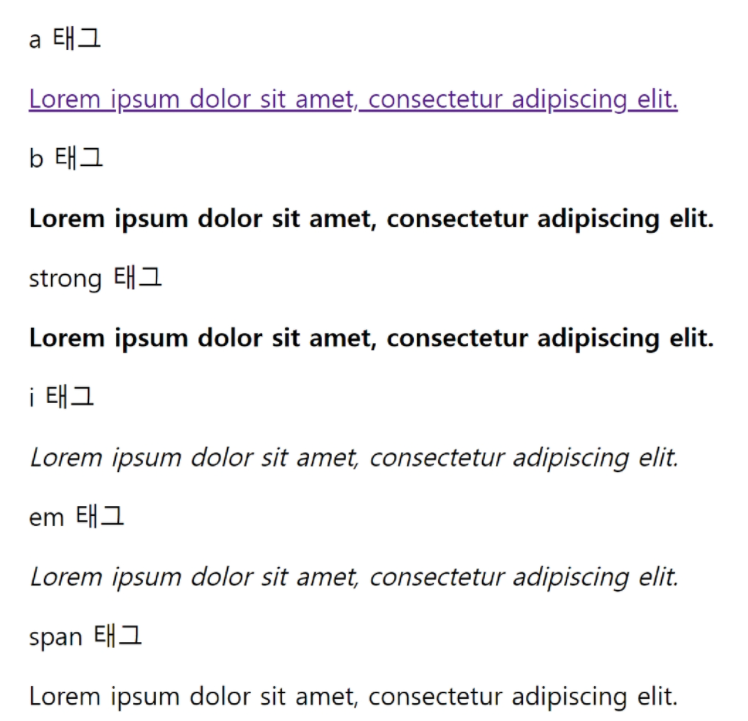 a 태그
Lorem ipsum dolor sit amet, consectetur adipiscing elit.
b 태그
Lorem ipsum dolor sit amet, consectetur adipiscing elit.
strong 태그
Lorem ipsum dolor sit amet, consectetur adipiscing elit.
i 태그
Lorem ipsum dolor sit amet, consectetur adipiscing elit.
em 태그
Lorem ipsum dolor sit amet, consectetur adipiscing elit.
span 태그
Lorem ipsum dolor sit amet, consectetur adipiscing elit.